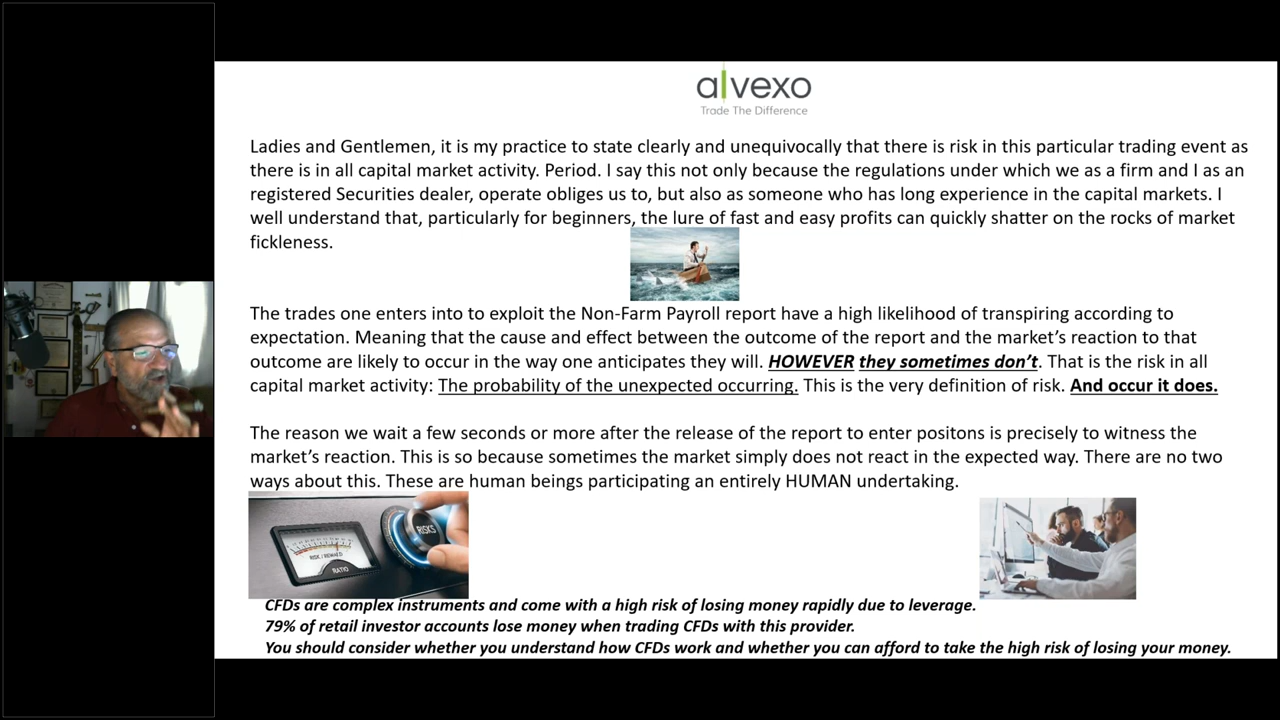 alvexo
Trade The Difference
Ladies and Gentlemen, it is my practice to state clearly and unequivocally that there is risk in this particular trading event as
there is in all capital market activity. Period. I say this not only because the regulations under which we as a firm and I as an
registered Securities dealer, operate obliges us to, but also as someone who has long experience in the capital markets. I
well understand that, particularly for beginners, the lure of fast and easy profits can quickly shatter on the rocks of market
fickleness.
The trades one enters into to exploit the Non-Farm Payroll report have a high likelihood of transpiring according to
expectation. Meaning that the cause and effect between the outcome of the report and the market's reaction to that
outcome are likely to occur in the way one anticipates they will. HOWEVER they sometimes don't. That is the risk in all
capital market activity: The probability of the unexpected occurring. This is the very definition of risk. And occur it does.
The reason we wait a few seconds or more after the release of the report to enter positons is precisely to witness the
market's reaction. This is so because sometimes the market simply does not react in the expected way. There are no two
ways about this. These are human beings participating an entirely HUMAN undertaking.
RISKS
RISK / REWARD
RATIO
CFDs are complex instruments and come with a high risk of losing money rapidly due to leverage.
79% of retail investor accounts lose money when trading CFDs with this provider.
You should consider whether you understand how CFDs work and whether you can afford to take the high risk of losing your money.